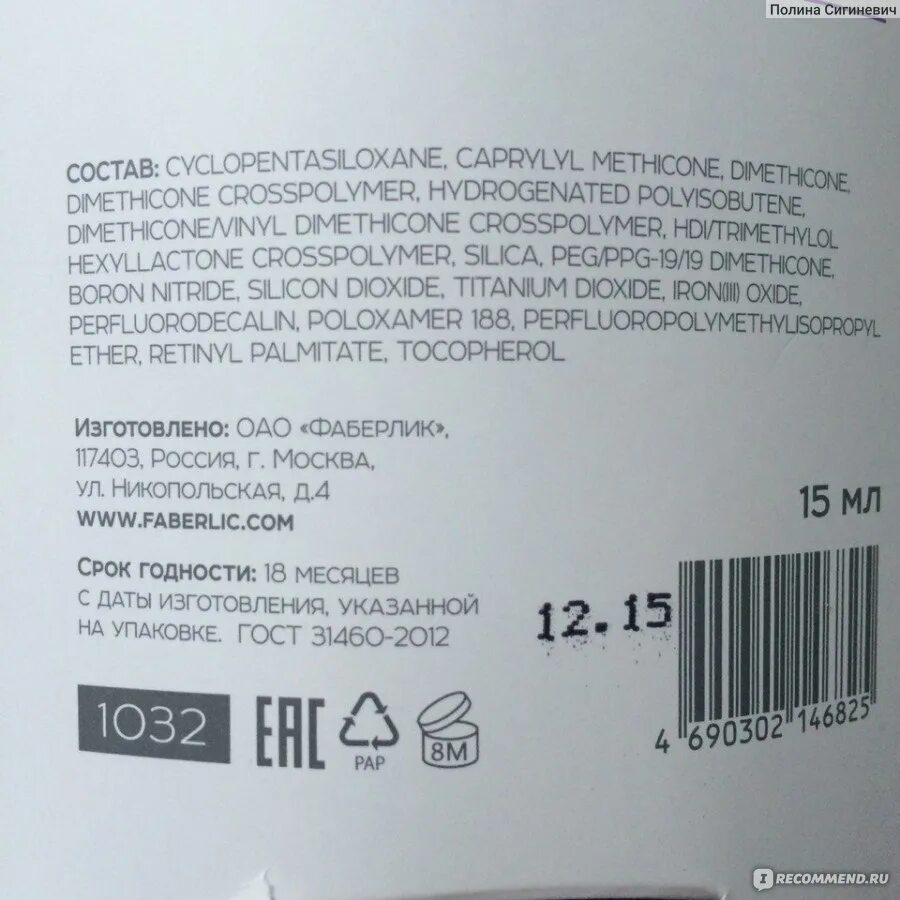 Полина Сигиневич
СОСТАВ: CYCLOPENTASILOXANE, CAPRYLYL METHICONE, DIMETHICONE,
DIMETHICONE CROSSPOLYMER, HYDROGENATED POLYISOBUTENE,
DIMETHICONE/VINYL DIMETHICONE CROSSPOLYMER, HDI/TRIMETHYLOL
HEXYLLACTONE CROSSPOLYMER, SILICA, PEG/PPG-19/19 DIMETHICONE,
BORON NITRIDE, SILICON DIOXIDE, TITANIUM DIOXIDE, IRON(III) OXIDE,
PERFLUORODECALIN, POLOXAMER 188, PERFLUOROPOLYMETHYLISOPROPYL
ETHER, RETINYL PALMITATE, TOCOPHEROL
Изготовлено: ОАО «Фаберлик»,
117403, Россия, г. Москва,
ул. Никопольская, д.4
WWW.FABERLIC.COM
15 мл
Срок годности: 18 месяцев
с даты изготовления, указанной
на упаковке. ГОСТ 31460-2012
12.15
1032
EAC
PAP
8M
4 690302 146825
IRECOMMEND.RU